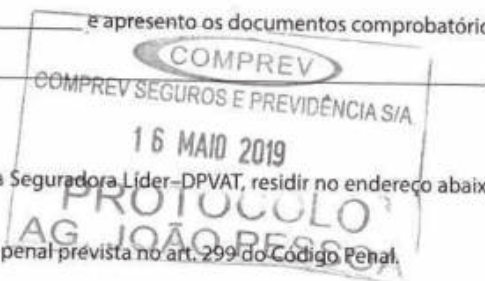 e apresento os documentos comprobatório
COMPREV
COMPREV SEGUROS E PREVIDÊNCIA S/A
16 MAIO 2019
a Seguradora Líder-DPVAT, residir no endereço abaix
PROTOCOLO
AG. JOÃO PESSOA
penal prevista no art. 299 do Código Penal.